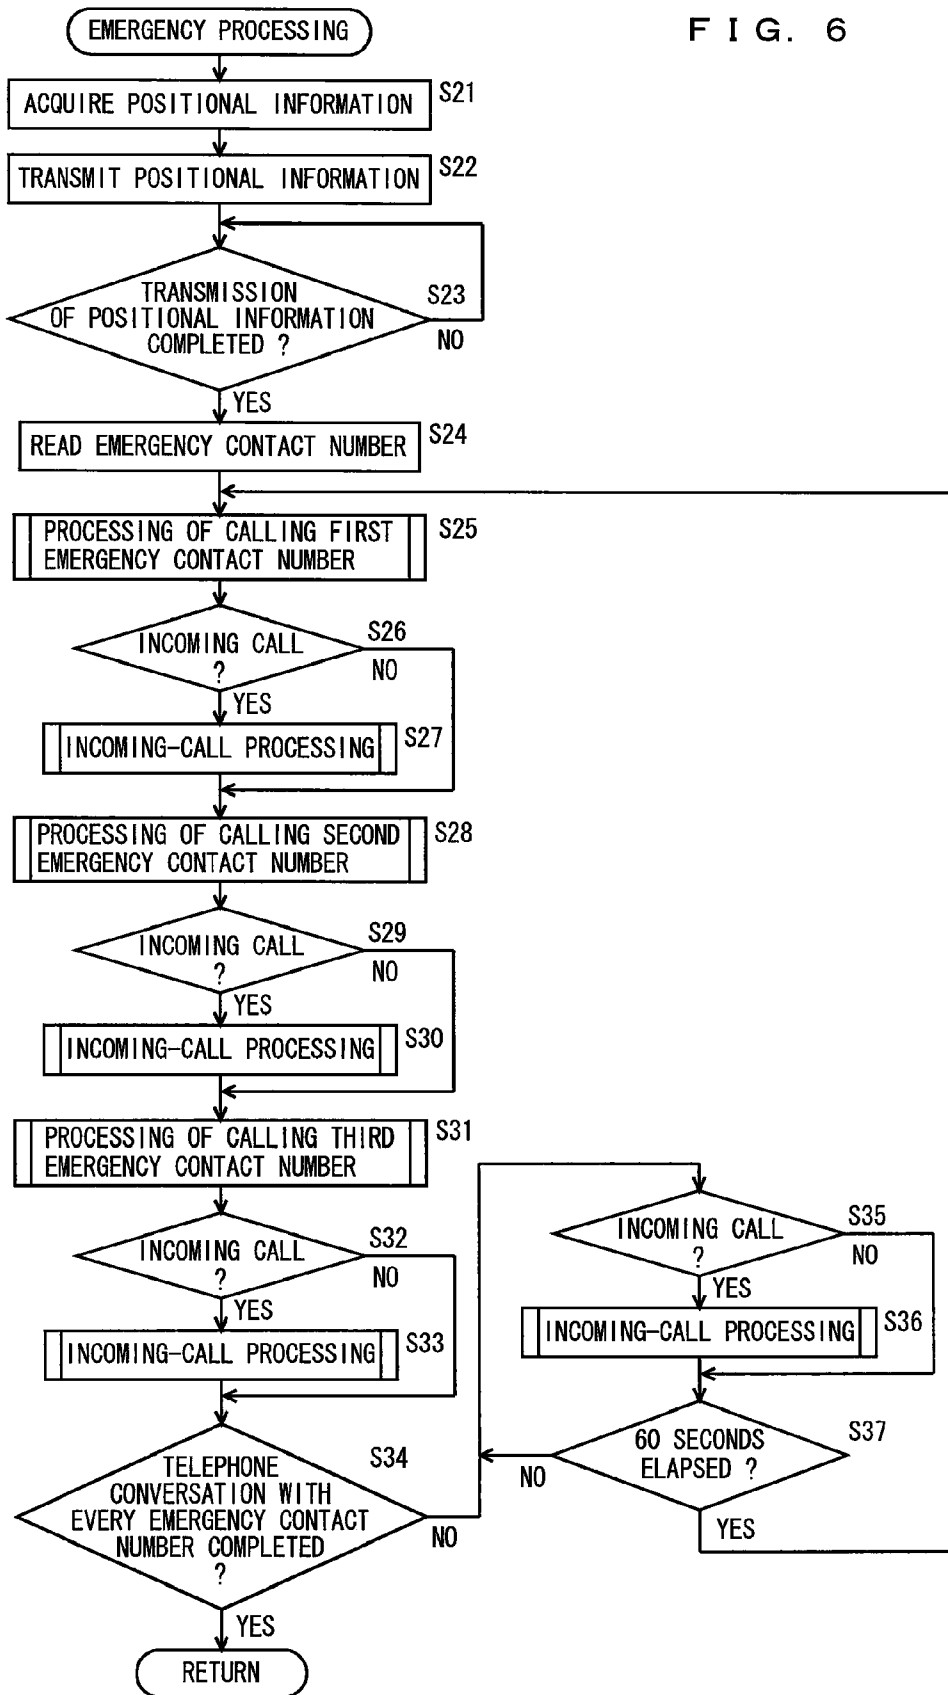 FIG. 6
EMERGENCY PROCESSING
ACQUIRE POSITIONAL INFORMATION
S21
TRANSMIT POSITIONAL INFORMATION
S22
TRANSMISSION
OF POSITIONAL INFORMATION
COMPLETED ?
S23
NO
YES
READ EMERGENCY CONTACT NUMBER
S24
PROCESSING OF CALLING FIRST
EMERGENCY CONTACT NUMBER
S25
INCOMING CALL
?
S26
NO
YES
INCOMING-CALL PROCESSING
S27
PROCESSING OF CALLING SECOND
EMERGENCY CONTACT NUMBER
S28
INCOMING CALL
?
S29
NO
YES
INCOMING-CALL PROCESSING
S30
PROCESSING OF CALLING THIRD
EMERGENCY CONTACT NUMBER
S31
INCOMING CALL
?
S32
NO
YES
INCOMING-CALL PROCESSING
S33
TELEPHONE
CONVERSATION WITH
EVERY EMERGENCY CONTACT
NUMBER COMPLETED
?
S34
NO
YES
RETURN
INCOMING CALL
?
S35
NO
YES
INCOMING-CALL PROCESSING
S36
60 SECONDS
ELAPSED ?
S37
NO
YES